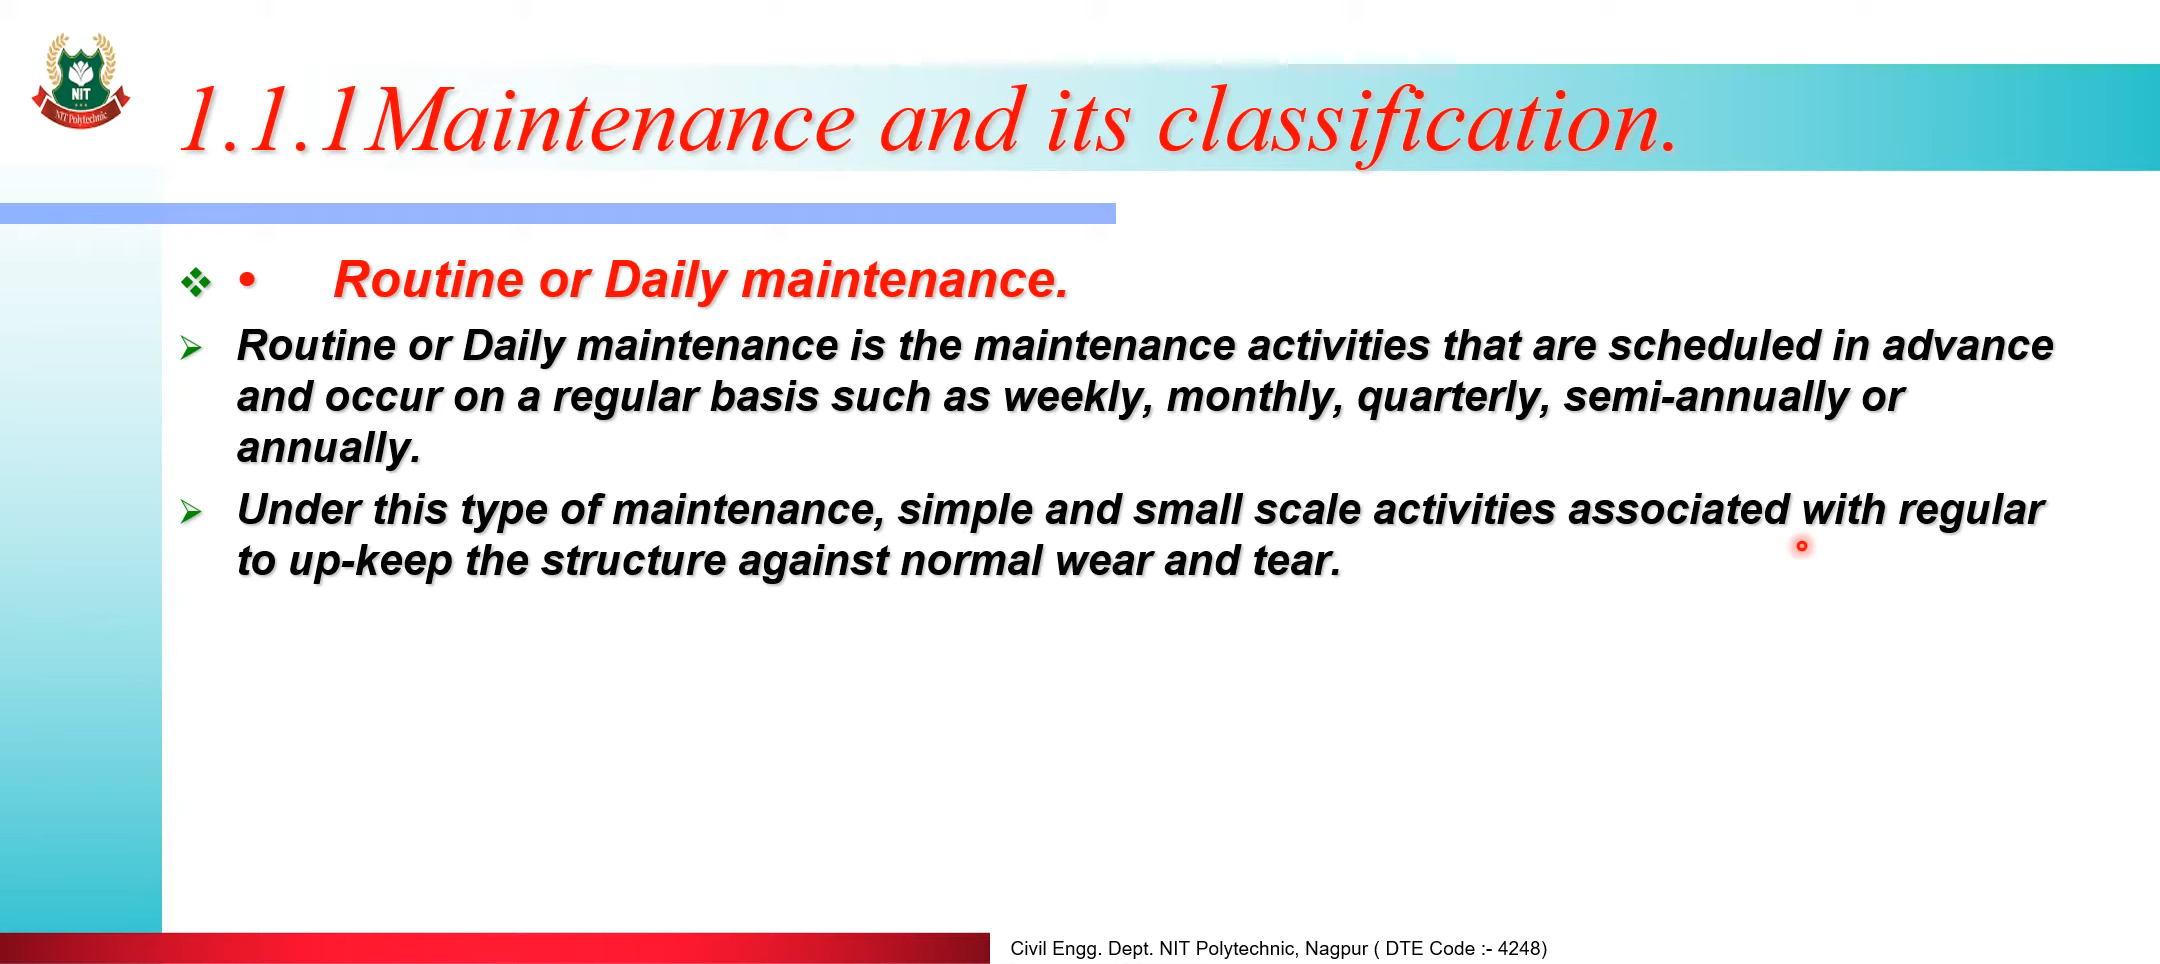 NIT
NIT Polytechnic
1.1.1Maintenance and its classification.
• Routine or Daily maintenance.
Routine or Daily maintenance is the maintenance activities that are scheduled in advance
and occur on a regular basis such as weekly, monthly, quarterly, semi-annually or
annually.
Under this type of maintenance, simple and small scale activities associated with regular
to up-keep the structure against normal wear and tear.
Civil Engg. Dept. NIT Polytechnic, Nagpur ( DTE Code :- 4248)